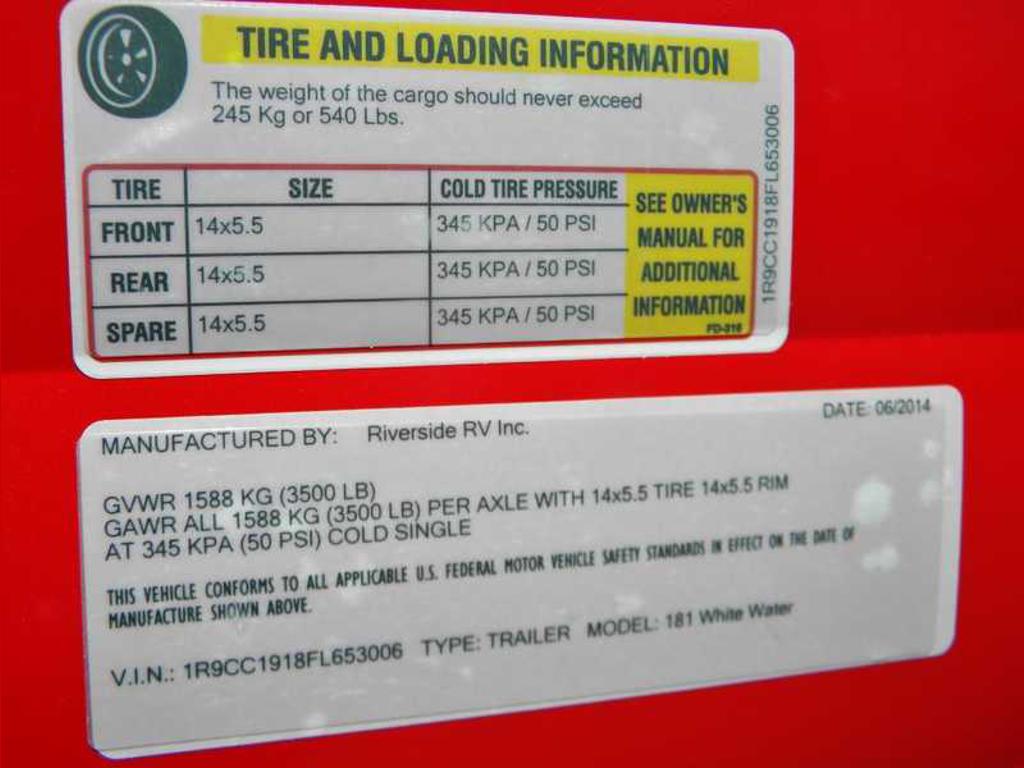 TIRE AND LOADING INFORMATION
The weight of the cargo should never exceed
245 Kg or 540 Lbs.
TIRE SIZE COLD TIRE PRESSURE
FRONT 14x5.5 345 KPA / 50 PSI
REAR 14x5.5 345 KPA / 50 PSI
SPARE 14x5.5 345 KPA / 50 PSI
SEE OWNER'S
MANUAL FOR
ADDITIONAL
INFORMATION
1R9CC1918FL653006
MANUFACTURED BY: Riverside RV Inc. DATE: 06/2014
GVWR 1588 KG (3500 LB)
GAWR ALL 1588 KG (3500 LB) PER AXLE WITH 14x5.5 TIRE 14x5.5 RIM
AT 345 KPA (50 PSI) COLD SINGLE
THIS VEHICLE CONFORMS TO ALL APPLICABLE U.S. FEDERAL MOTOR VEHICLE SAFETY STANDARDS IN EFFECT ON THE DATE OF
MANUFACTURE SHOWN ABOVE.
V.I.N.: 1R9CC1918FL653006 TYPE: TRAILER MODEL: 181 White Water